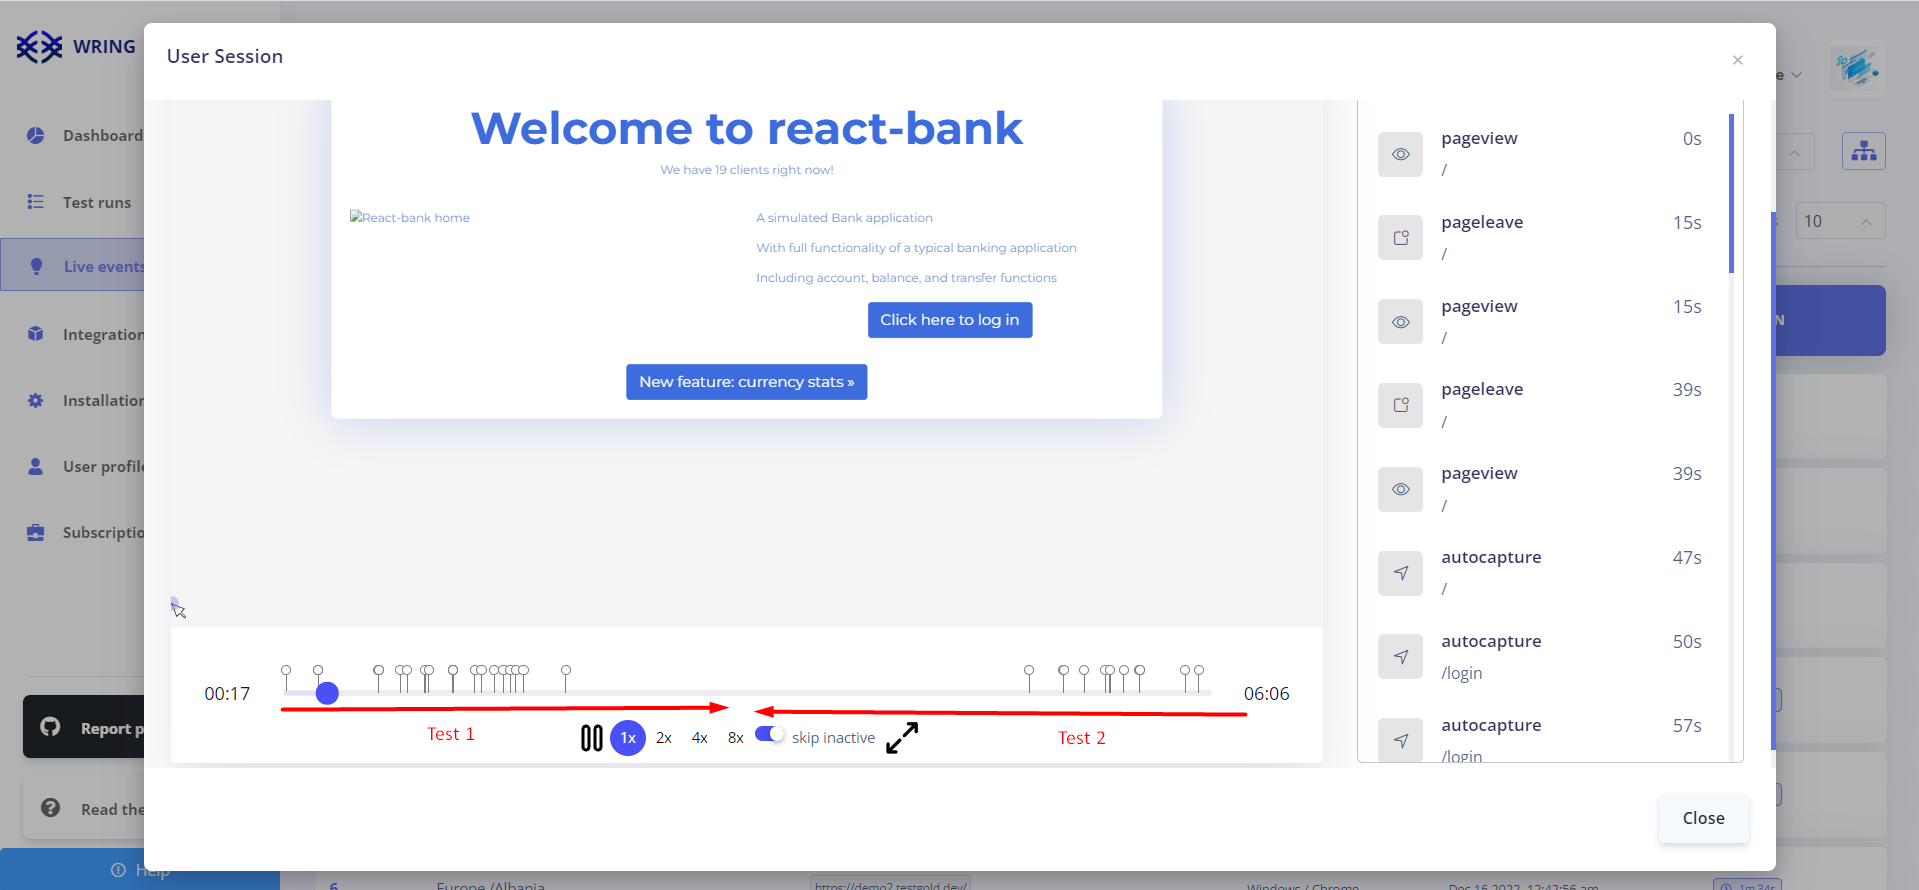 WRING
User Session
×
e
Dashboard
Test runs
Live events
Integration
Installation
User profile
Subscriptio
Report p
Read the
Help
Welcome to react-bank
We have 19 clients right now!
React-bank home
A simulated Bank application
With full functionality of a typical banking application
Including account, balance, and transfer functions
Click here to log in
New feature: currency stats »
00:17
06:06
Test 1
1x
2x
4x
8x
skip inactive
Test 2
pageview 0s
/
pageleave 15s
/
pageview 15s
/
pageleave 39s
/
pageview 39s
/
autocapture 47s
/
autocapture 50s
/login
autocapture 57s
/login
10
N
Close
6 Europe /Albania https://demo2.testgold.dev/ Windows / Chrome Dec 16 2022, 12:42:56 am 1m 34s